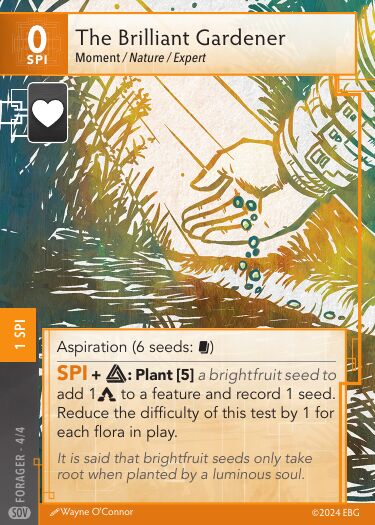 0
SPI
The Brilliant Gardener
Moment / Nature / Expert
1 SPI
Aspiration (6 seeds: )
SPI + : Plant [5] a brightfruit seed to
add 1 to a feature and record 1 seed.
Reduce the difficulty of this test by 1 for
each flora in play.
It is said that brightfruit seeds only take
root when planted by a luminous soul.
SOV FORAGER - 4/4
Wayne O'Connor
©2024 EBG